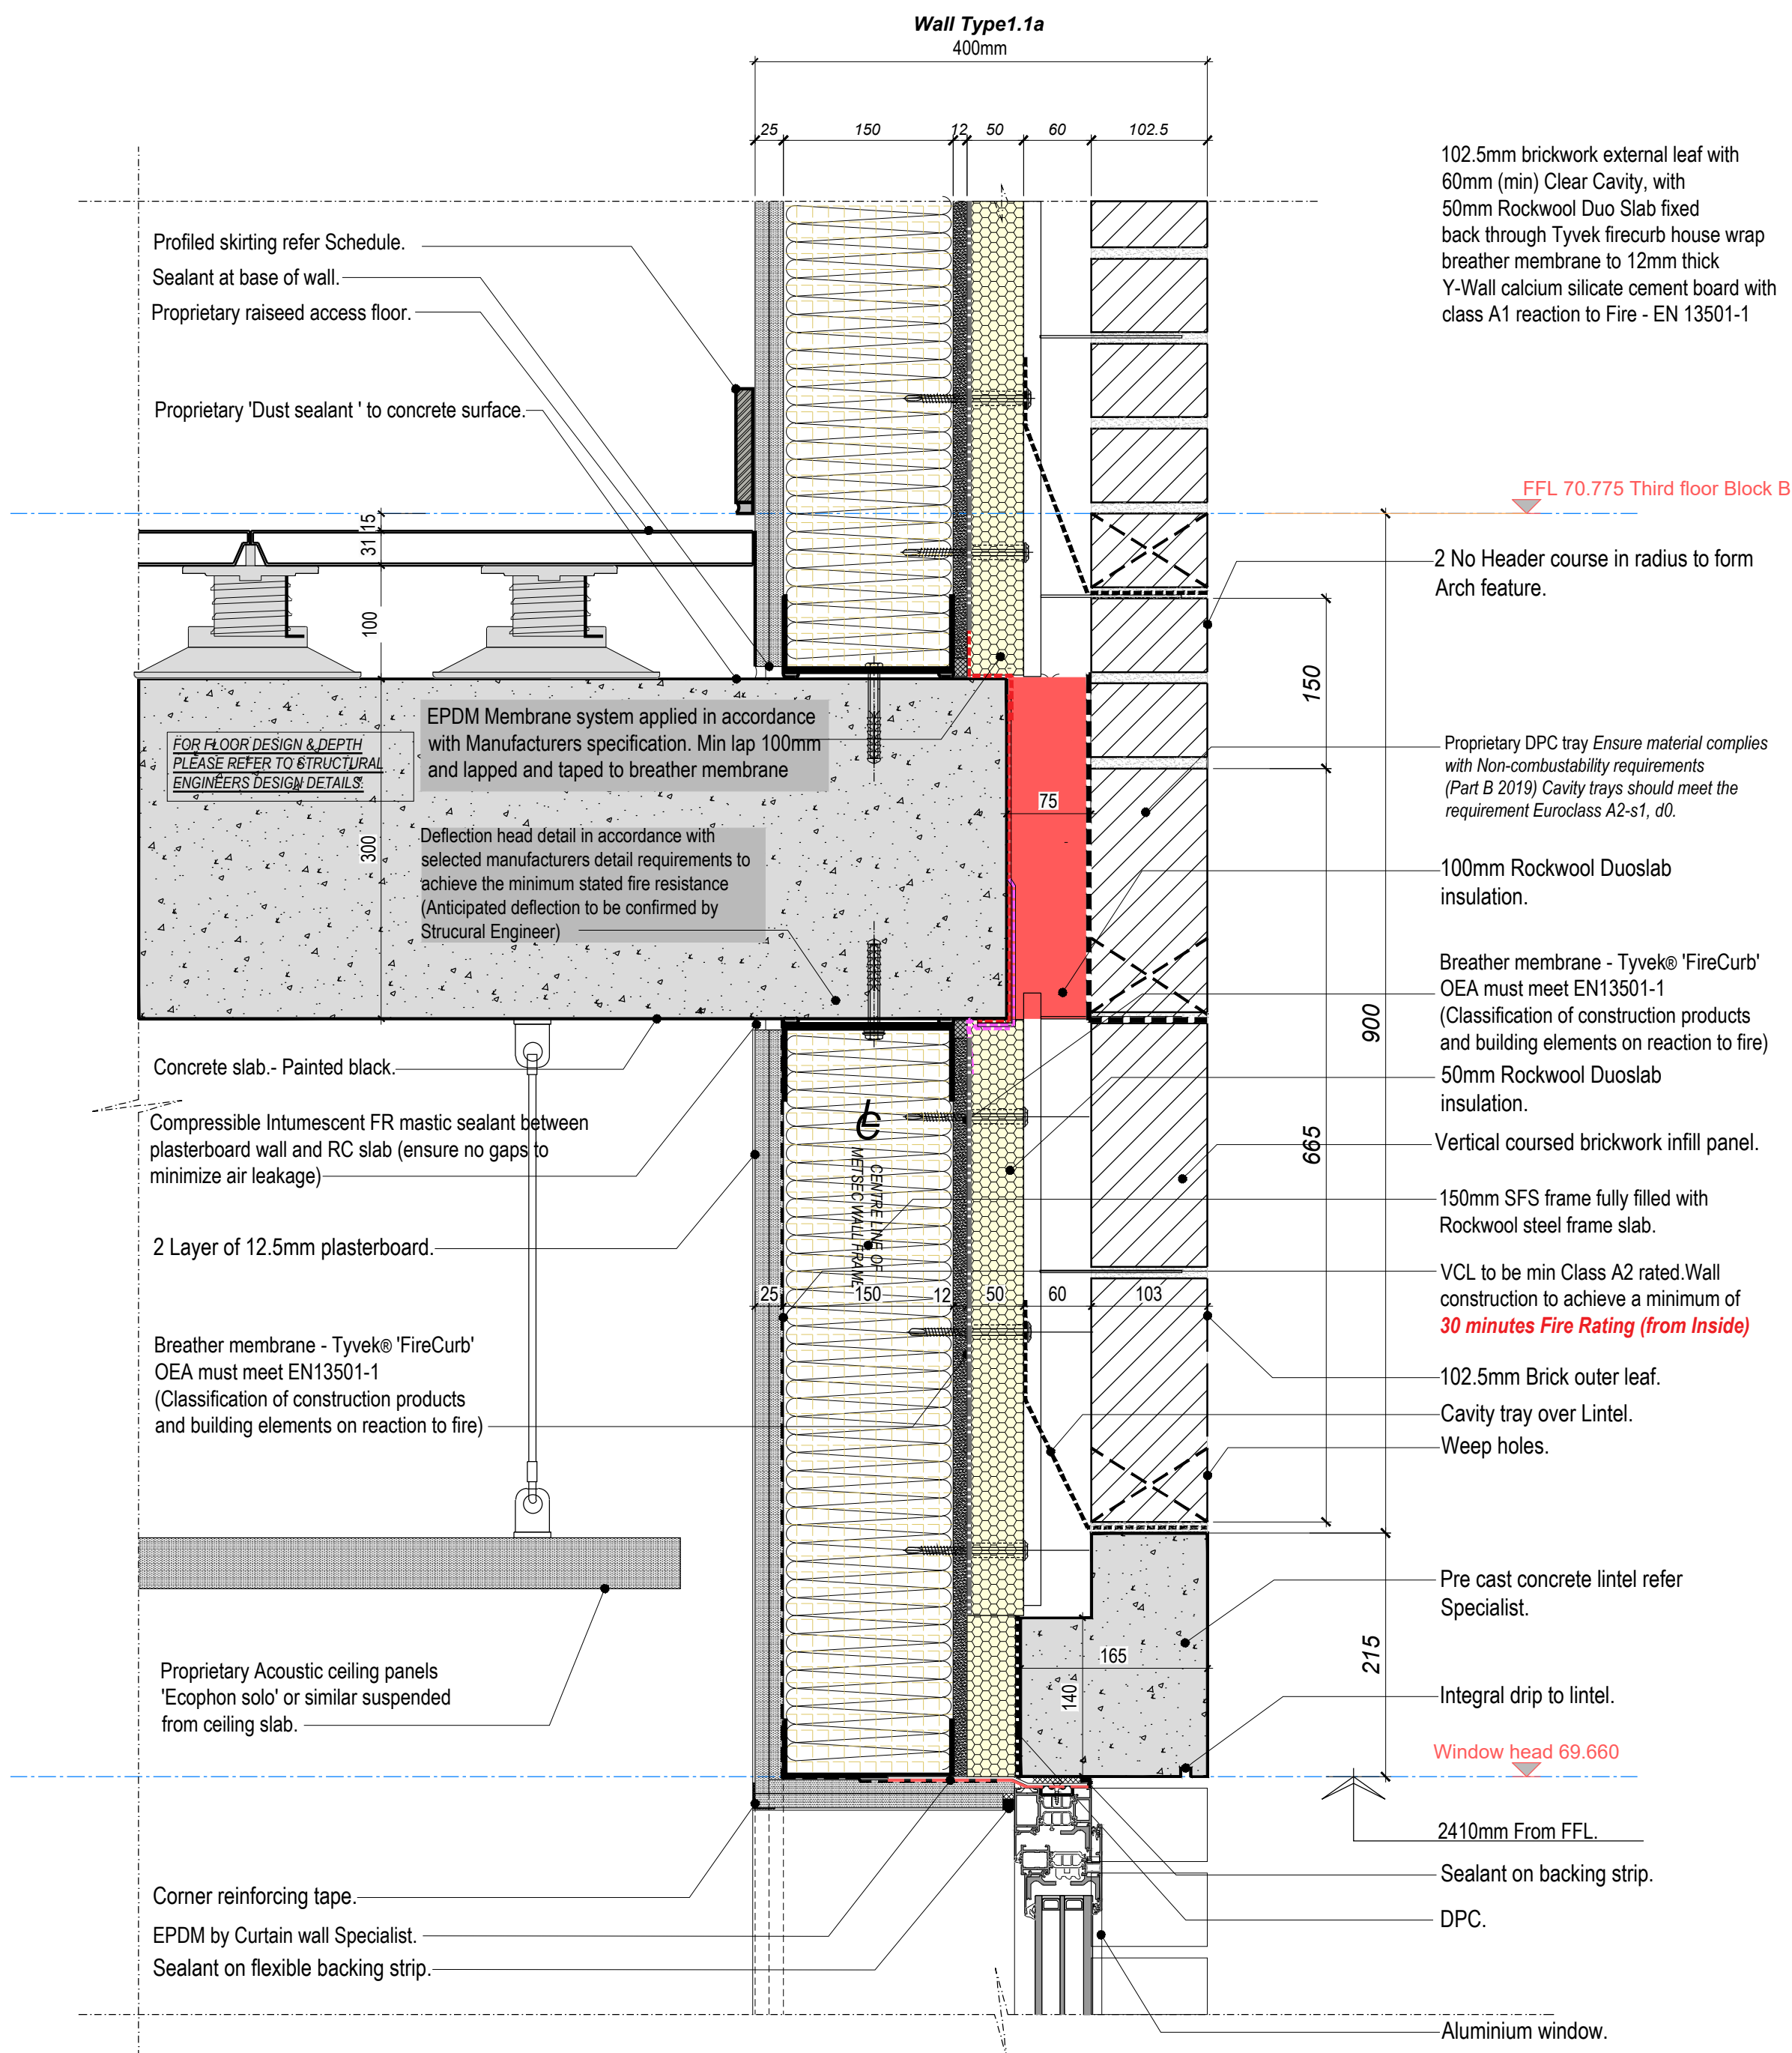 Wall Type1.1a
400mm
25
150
12
50
60
102.5
102.5mm brickwork external leaf with
60mm (min) Clear Cavity, with
50mm Rockwool Duo Slab fixed
back through Tyvek firecurb house wrap
breather membrane to 12mm thick
Y-Wall calcium silicate cement board with
class A1 reaction to Fire - EN 13501-1
Profiled skirting refer Schedule.
Sealant at base of wall.
Proprietary raiseed access floor.
Proprietary 'Dust sealant ' to concrete surface.
FFL 70.775 Third floor Block B
15
31
100
300
2 No Header course in radius to form
Arch feature.
150
EPDM Membrane system applied in accordance
with Manufacturers specification. Min lap 100mm
and lapped and taped to breather membrane
FOR FLOOR DESIGN & DEPTH
PLEASE REFER TO STRUCTURAL
ENGINEERS DESIGN DETAILS.
Proprietary DPC tray Ensure material complies
with Non-combustability requirements
(Part B 2019) Cavity trays should meet the
requirement Euroclass A2-s1, d0.
75
Deflection head detail in accordance with
selected manufacturers detail requirements to
achieve the minimum stated fire resistance
(Anticipated deflection to be confirmed by
Strucural Engineer)
100mm Rockwool Duoslab
insulation.
Breather membrane - Tyvek® 'FireCurb'
OEA must meet EN13501-1
(Classification of construction products
and building elements on reaction to fire)
900
Concrete slab.- Painted black.
50mm Rockwool Duoslab
insulation.
Compressible Intumescent FR mastic sealant between
plasterboard wall and RC slab (ensure no gaps to
minimize air leakage)
CL
CENTRE LINE OF
METSEC WALL FRAME
665
Vertical coursed brickwork infill panel.
150mm SFS frame fully filled with
Rockwool steel frame slab.
2 Layer of 12.5mm plasterboard.
VCL to be min Class A2 rated.Wall
construction to achieve a minimum of
30 minutes Fire Rating (from Inside)
25
150
12
50
60
103
Breather membrane - Tyvek® 'FireCurb'
OEA must meet EN13501-1
(Classification of construction products
and building elements on reaction to fire)
102.5mm Brick outer leaf.
Cavity tray over Lintel.
Weep holes.
Pre cast concrete lintel refer
Specialist.
165
140
215
Proprietary Acoustic ceiling panels
'Ecophon solo' or similar suspended
from ceiling slab.
Integral drip to lintel.
Window head 69.660
2410mm From FFL.
Sealant on backing strip.
Corner reinforcing tape.
DPC.
EPDM by Curtain wall Specialist.
Sealant on flexible backing strip.
Aluminium window.